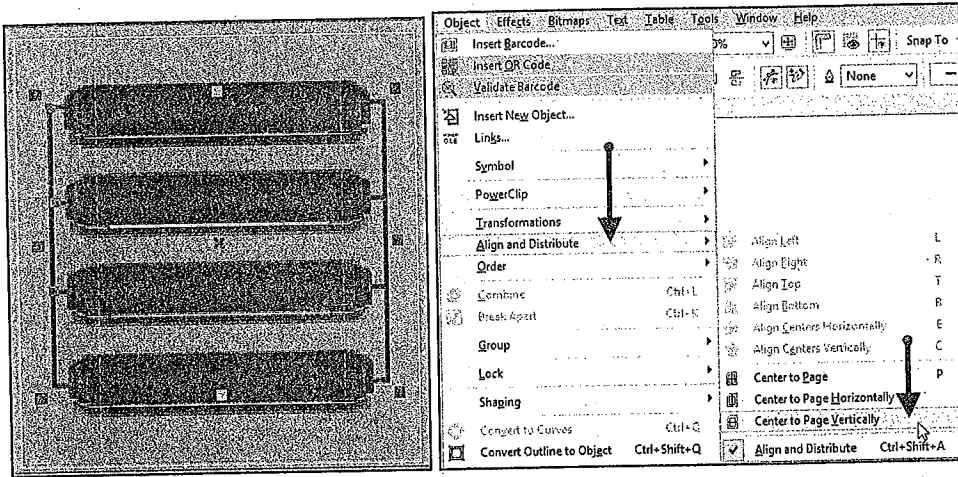 Object Effects Bitmaps Text Table Tools Window Help
Insert Barcode...
Insert QR Code
Validate Barcode
Insert New Object...
Links...
Symbol
PowerClip
Transformations
Align and Distribute
Order
Combine Ctrl+L
Break Apart Ctrl+K
Group
Lock
Shaping
Convert to Curves Ctrl+Q
Convert Outline to Object Ctrl+Shift+Q
Snap To
None
Align Left L
Align Right R
Align Top T
Align Bottom B
Align Centers Horizontally E
Align Centers Vertically C
Center to Page P
Center to Page Horizontally
Center to Page Vertically
Align and Distribute Ctrl+Shift+A